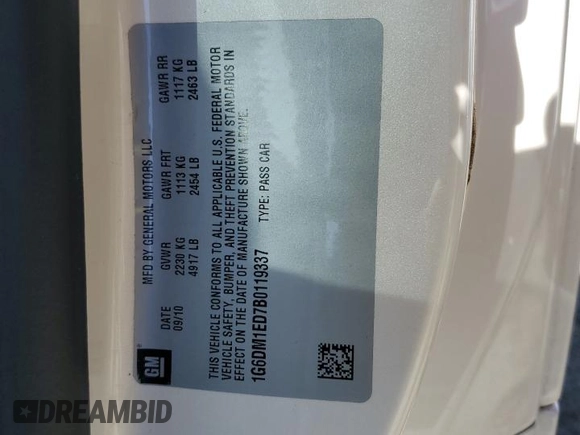 GM
MFD BY GENERAL MOTORS LLC
DATE GVWR GAWR FRT GAWR RR
09/10 2230 KG 1113 KG 1117 KG
4917 LB 2454 LB 2463 LB
THIS VEHICLE CONFORMS TO ALL APPLICABLE U.S. FEDERAL MOTOR
VEHICLE SAFETY, BUMPER, AND THEFT PREVENTION STANDARDS IN
EFFECT ON THE DATE OF MANUFACTURE SHOWN ABOVE.
1G6DM1ED7B0119337 TYPE: PASS CAR
DREAMBID